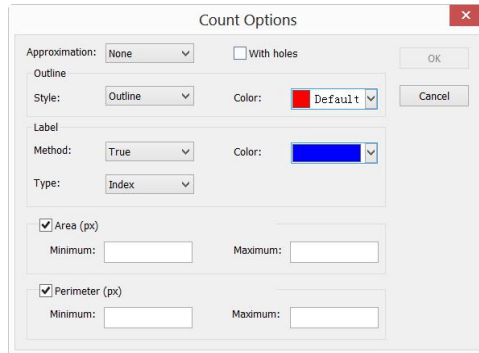 Count Options
Approximation: None With holes OK
Outline
Style: Outline Color: Default Cancel
Label
Method: True Color:
Type: Index
Area (px)
Minimum: Maximum:
Perimeter (px)
Minimum: Maximum: